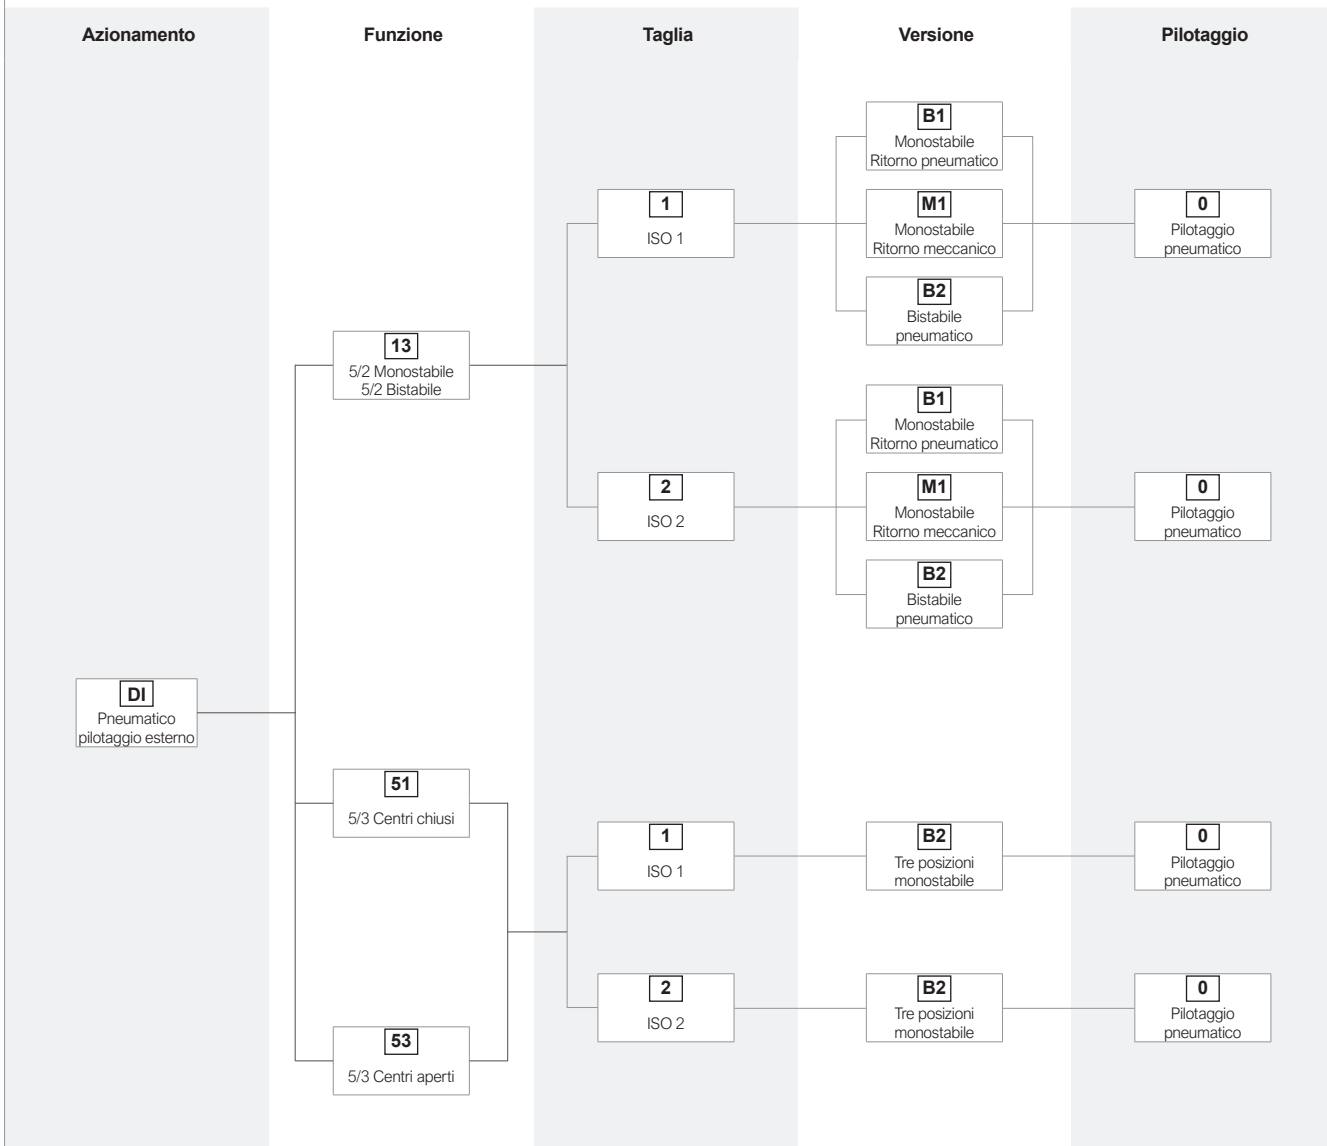 Azionamento
Funzione
Taglia
Versione
Pilotaggio
B1
Monostabile
Ritorno pneumatico
1
ISO 1
M1
Monostabile
Ritorno meccanico
0
Pilotaggio
pneumatico
B2
Bistabile
pneumatico
13
5/2 Monostabile
5/2 Bistabile
B1
Monostabile
Ritorno pneumatico
2
ISO 2
M1
Monostabile
Ritorno meccanico
0
Pilotaggio
pneumatico
B2
Bistabile
pneumatico
DI
Pneumatico
pilotaggio esterno
51
5/3 Centri chiusi
1
ISO 1
B2
Tre posizioni
monostabile
0
Pilotaggio
pneumatico
2
ISO 2
B2
Tre posizioni
monostabile
0
Pilotaggio
pneumatico
53
5/3 Centri aperti